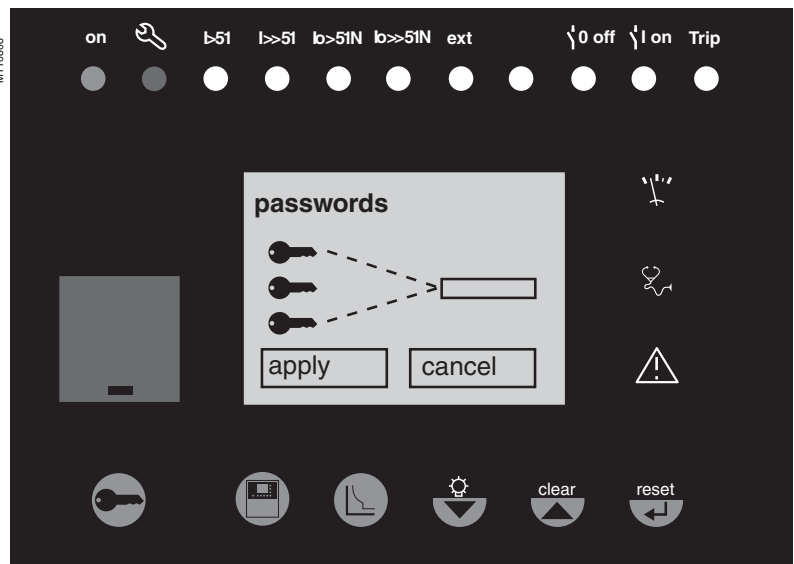 on I>51 I>>51 Io>51N Io>>51N ext 0 off I on Trip
passwords
apply cancel
clear reset